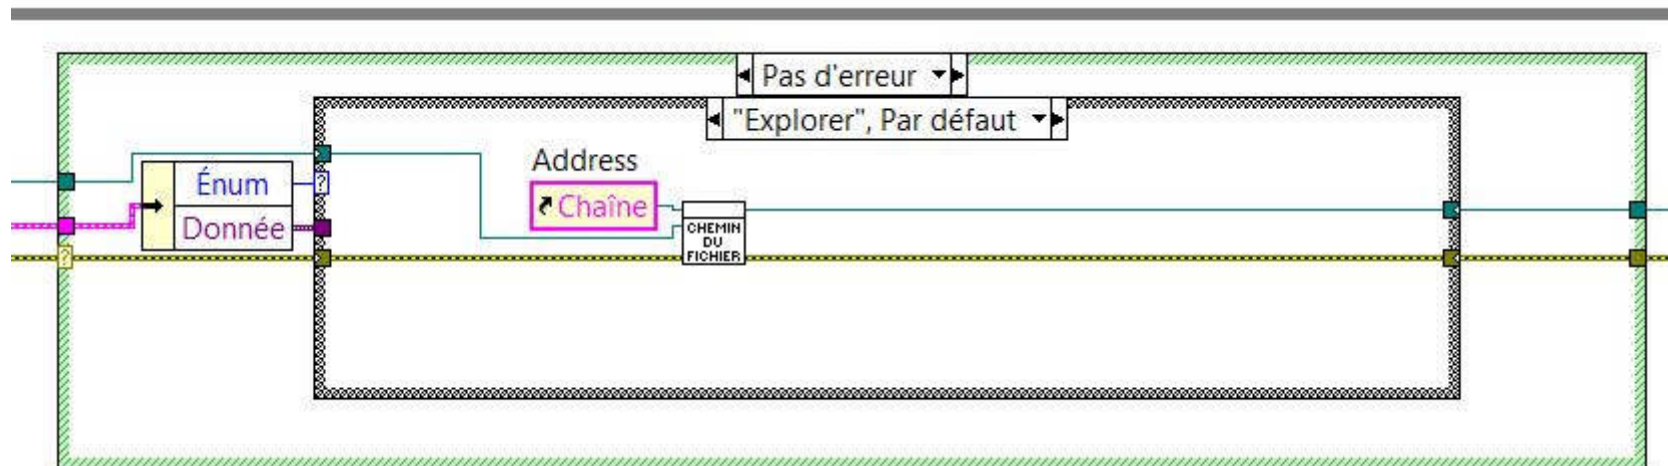 Pas d'erreur
"Explorer", Par défaut
Address
Énum
?
Chaîne
Donnée
CHEMIN
DU
FICHIER
?